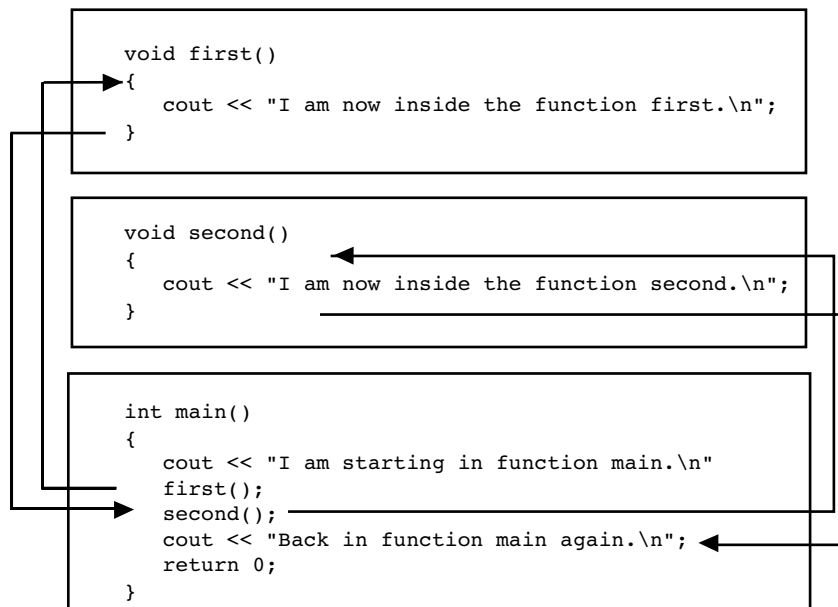 void first()
{
   cout << "I am now inside the function first.\n";
}
void second()
{
   cout << "I am now inside the function second.\n";
}
int main()
{
   cout << "I am starting in function main.\n"
   first();
   second();
   cout << "Back in function main again.\n";
   return 0;
}